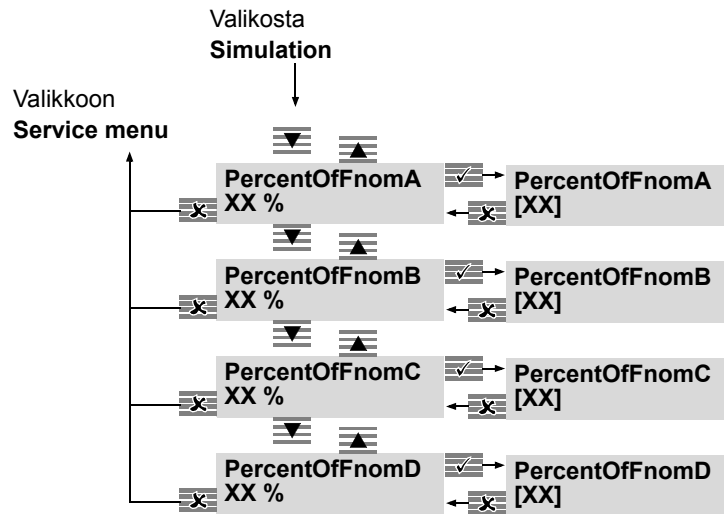 Valikosta
Simulation
Valikkoon
Service menu
PercentOfFnomA
XX %
PercentOfFnomA
[XX]
PercentOfFnomB
XX %
PercentOfFnomB
[XX]
PercentOfFnomC
XX %
PercentOfFnomC
[XX]
PercentOfFnomD
XX %
PercentOfFnomD
[XX]